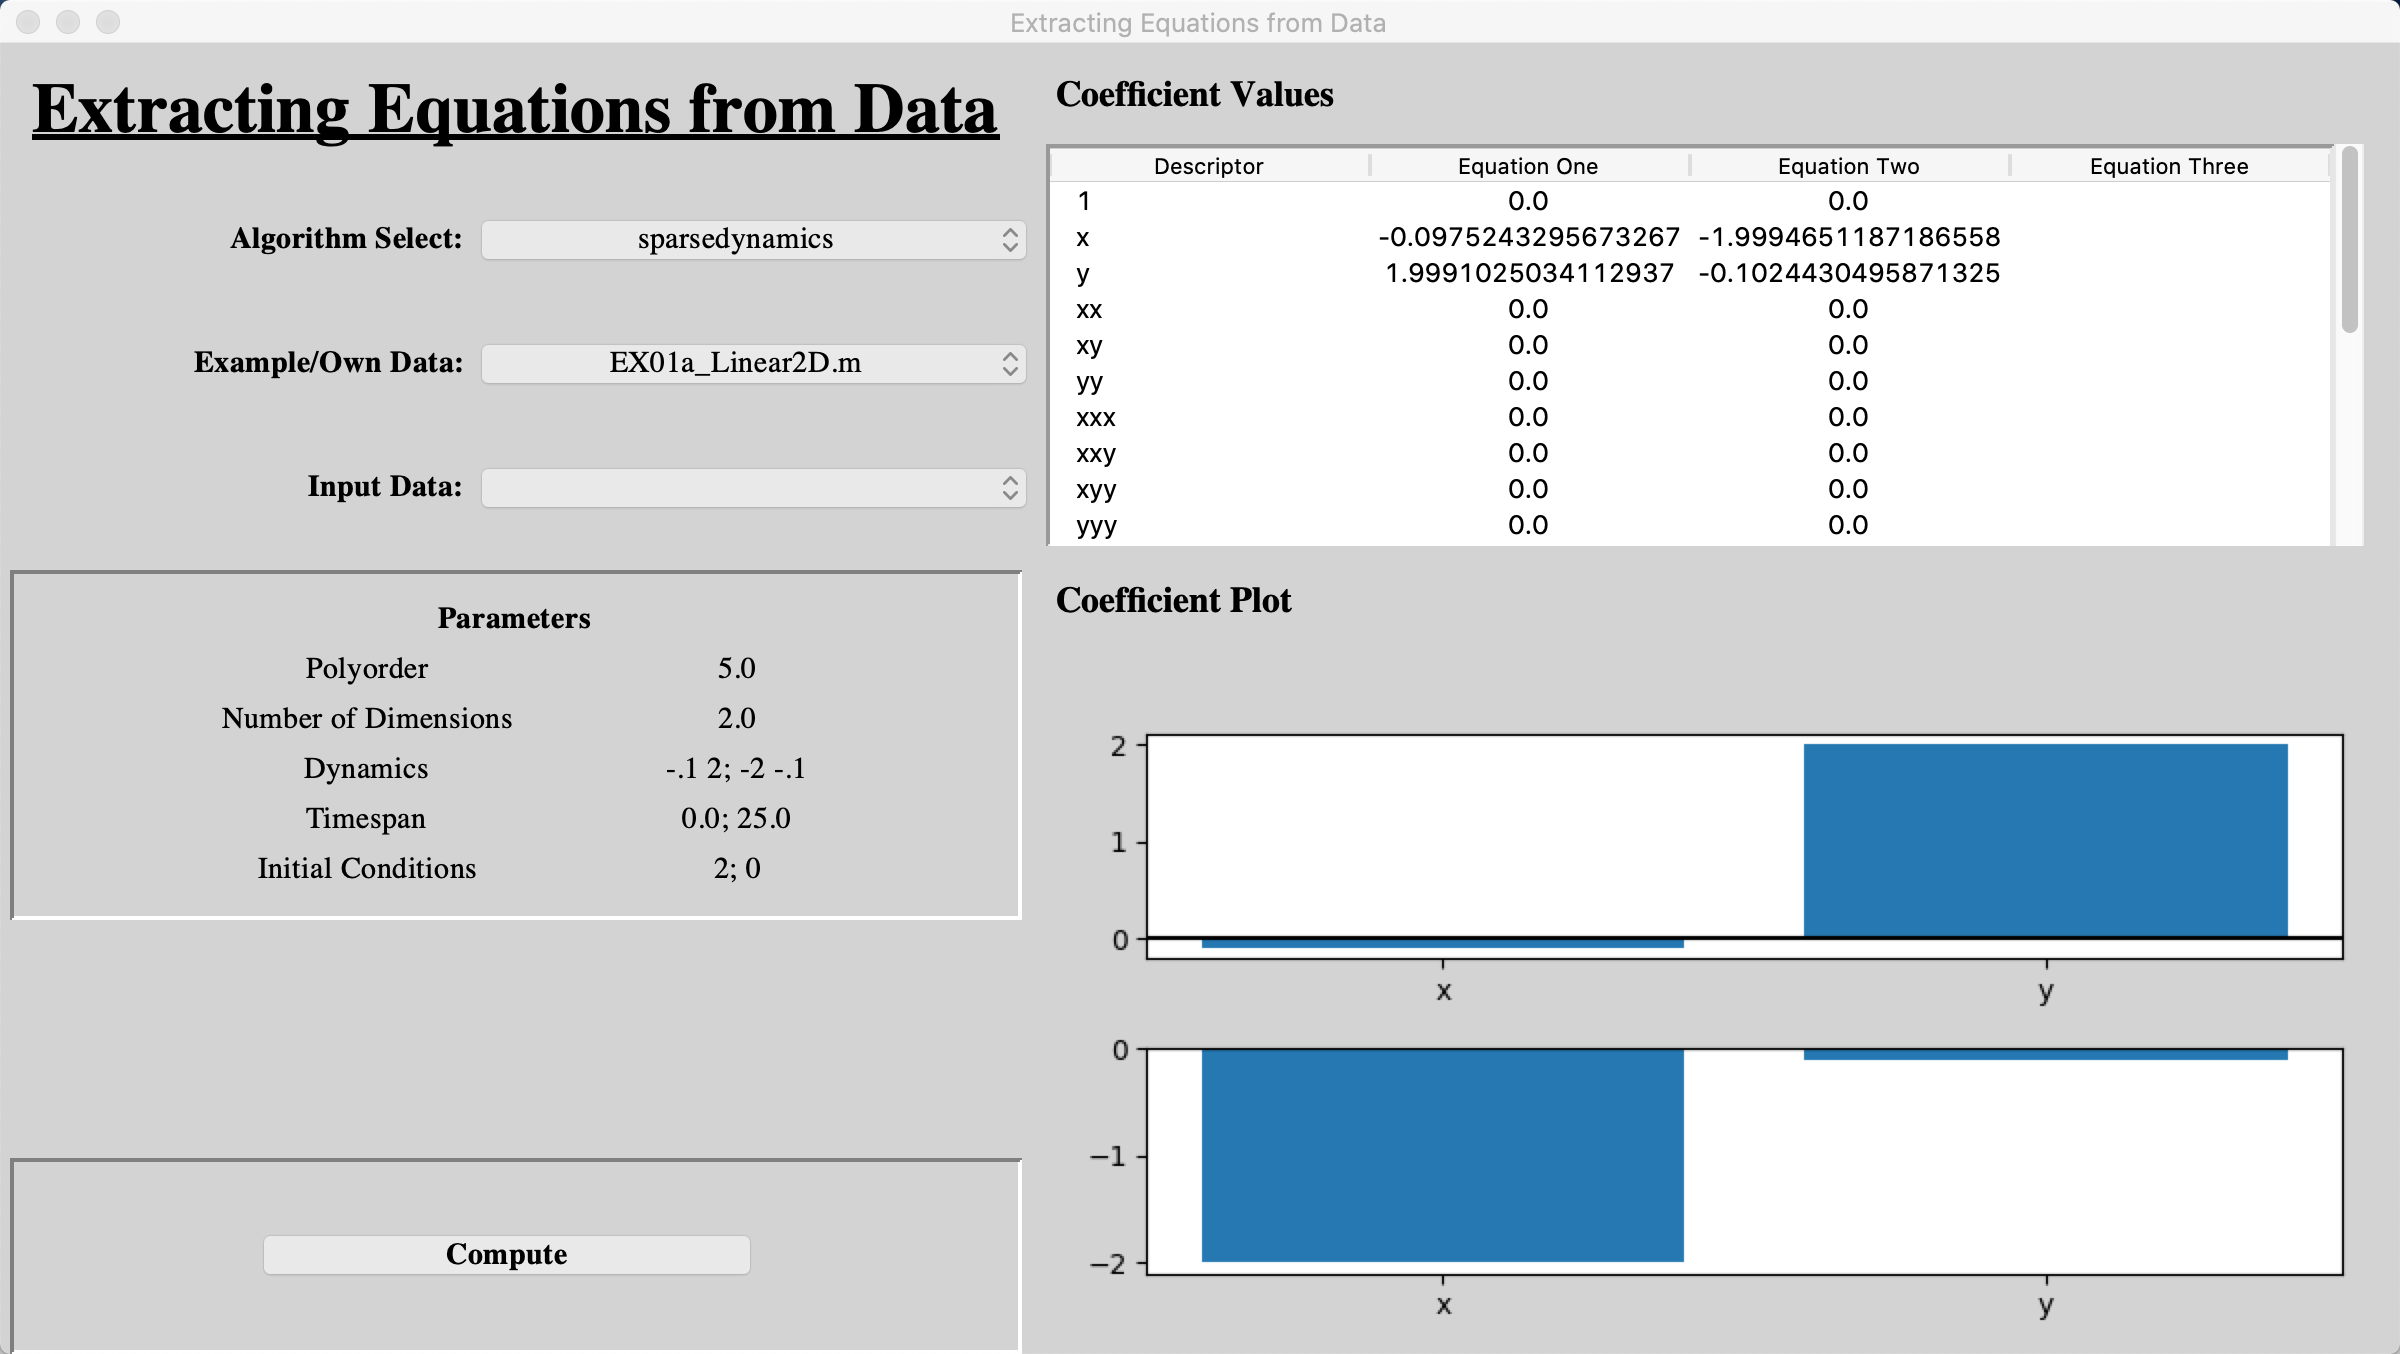 Extracting Equations from Data
Extracting Equations from Data
Algorithm Select: sparsedynamics
Example/Own Data: EX01a_Linear2D.m
Input Data:
Parameters
Polyorder 5.0
Number of Dimensions 2.0
Dynamics -.1 2; -2 -.1
Timespan 0.0; 25.0
Initial Conditions 2; 0
Compute
Coefficient Values
Descriptor Equation One Equation Two Equation Three
1 0.0 0.0
x -0.0975243295673267 -1.9994651187186558
y 1.9991025034112937 -0.1024430495871325
xx 0.0 0.0
xy 0.0 0.0
yy 0.0 0.0
xxx 0.0 0.0
xxy 0.0 0.0
xyy 0.0 0.0
yyy 0.0 0.0
Coefficient Plot
2
1
0
x y
0
−1
−2
x y